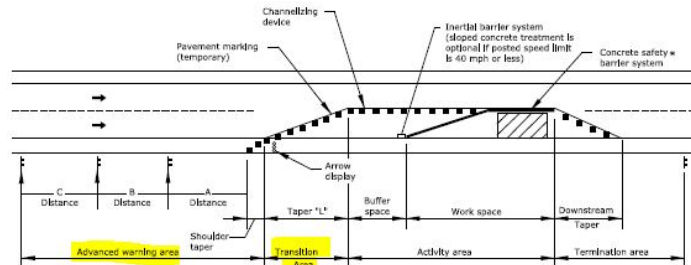 Channelizing
device
Pavement marking
(temporary)
Inertial barrier system
(sloped concrete treatment is
optional if posted speed limit
is 40 mph or less)
Concrete safety *
barrier system
Arrow
display
C
Distance
B
Distance
A
Distance
Taper "L"
Buffer
space
Work space
Downstream
Taper
Shoulder
taper
Advanced warning area
Transition
Area
Activity area
Termination area